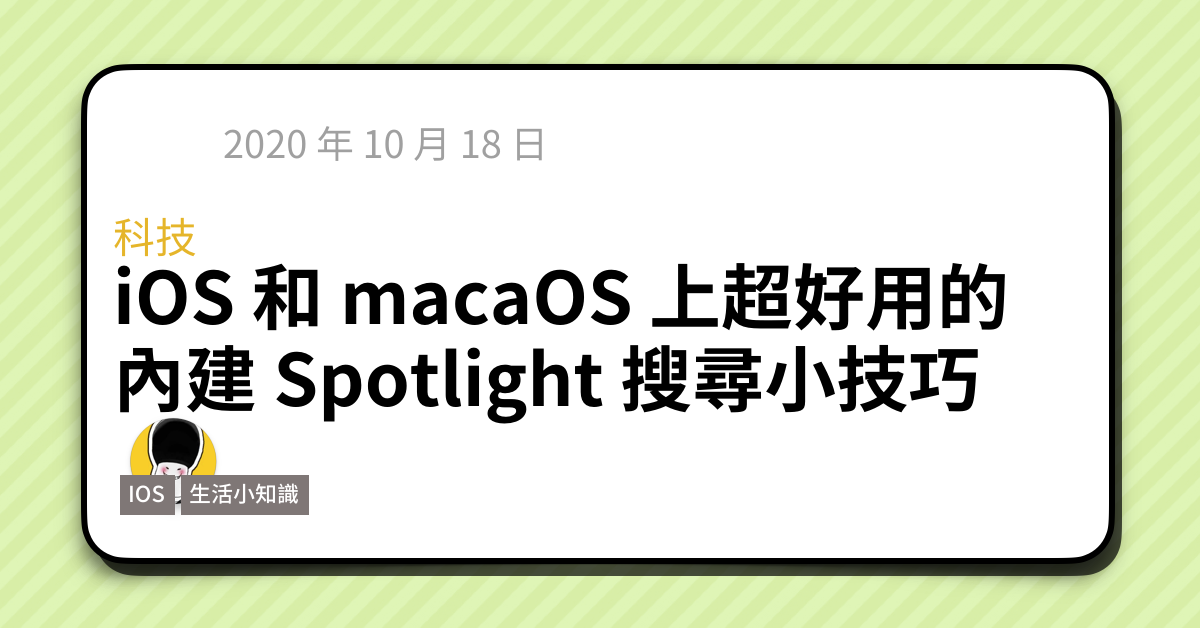 2020 年 10 月 18 日
科技
iOS 和 macaOS 上超好用的
內建 Spotlight 搜尋小技巧
IOS 生活小知識